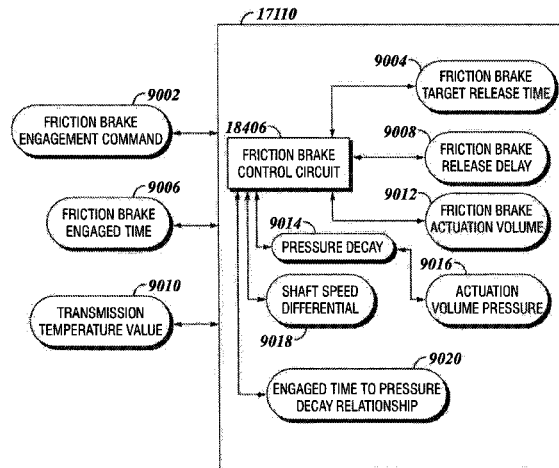 17110
9002
FRICTION BRAKE
ENGAGEMENT COMMAND
9004
FRICTION BRAKE
TARGET RELEASE TIME
18406
FRICTION BRAKE
CONTROL CIRCUIT
9008
FRICTION BRAKE
RELEASE DELAY
9006
FRICTION BRAKE
ENGAGED TIME
9012
FRICTION BRAKE
ACTUATION VOLUME
9014
PRESSURE DECAY
9016
ACTUATION
VOLUME PRESSURE
9010
TRANSMISSION
TEMPERATURE VALUE
SHAFT SPEED
DIFFERENTIAL
9018
9020
ENGAGED TIME TO PRESSURE
DECAY RELATIONSHIP